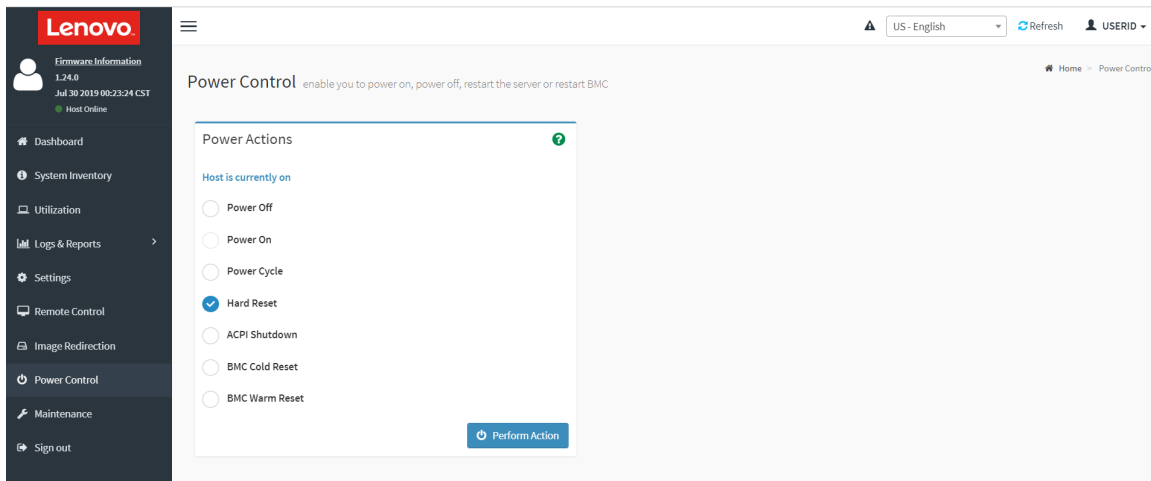 Lenovo.
US - English
Refresh
USERID
Firmware Information
1.24.0
Jul 30 2019 00:23:24 CST
Host Online
Home > Power Contro
Power Control enable you to power on, power off, restart the server or restart BMC
Dashboard
System Inventory
Utilization
Logs & Reports >
Settings
Remote Control
Image Redirection
Power Control
Maintenance
Sign out
Power Actions
?
Host is currently on
Power Off
Power On
Power Cycle
Hard Reset
ACPI Shutdown
BMC Cold Reset
BMC Warm Reset
Perform Action